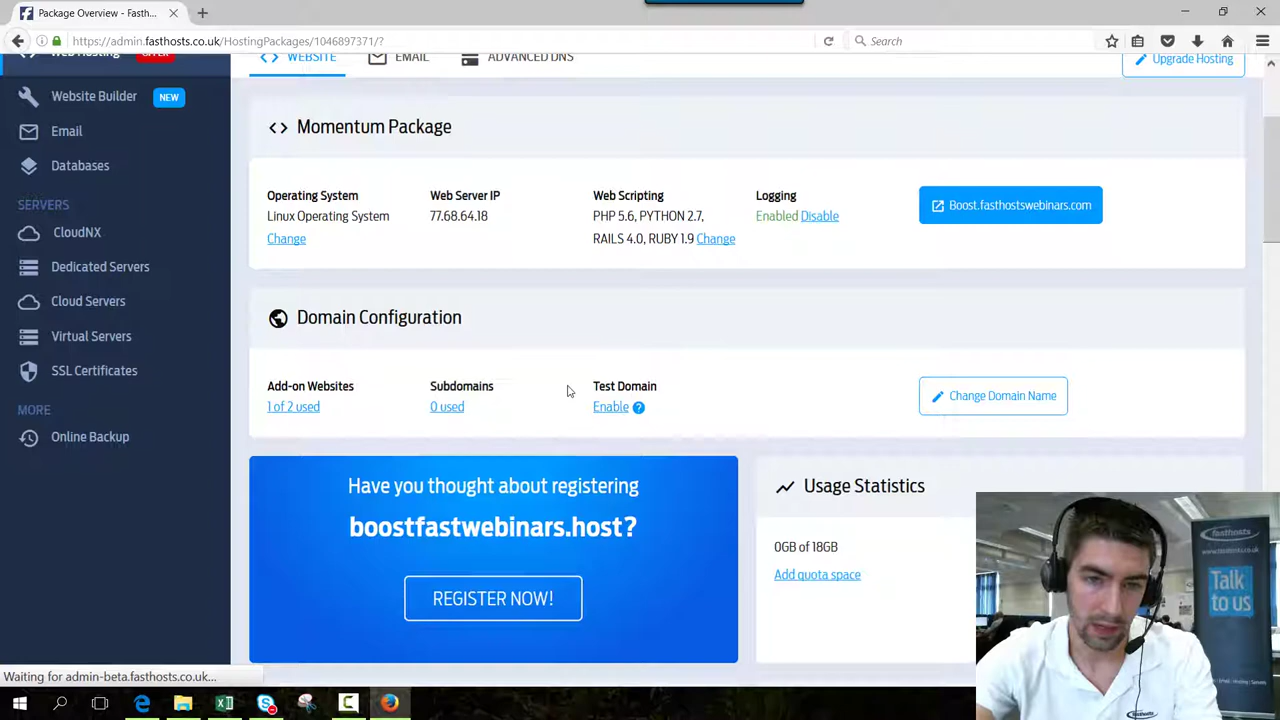 Package Overview - Fasth...
https://admin.fasthosts.co.uk/HostingPackages/1046897371/?
Search
WEBSITE
EMAIL
ADVANCED DNS
Upgrade Hosting
Website Builder
NEW
Email
Databases
SERVERS
CloudNX
Dedicated Servers
Cloud Servers
Virtual Servers
SSL Certificates
MORE
Online Backup
Momentum Package
Operating System
Linux Operating System
Change
Web Server IP
77.68.64.18
Web Scripting
PHP 5.6, PYTHON 2.7,
RAILS 4.0, RUBY 1.9 Change
Logging
Enabled Disable
Boost.fasthostswebinars.com
Domain Configuration
Add-on Websites
1 of 2 used
Subdomains
0 used
Test Domain
Enable ?
Change Domain Name
Have you thought about registering
boostfastwebinars.host?
REGISTER NOW!
Usage Statistics
0GB of 18GB
Add quota space
fasthosts
Talk
to us
Waiting for admin-beta.fasthosts.co.uk...